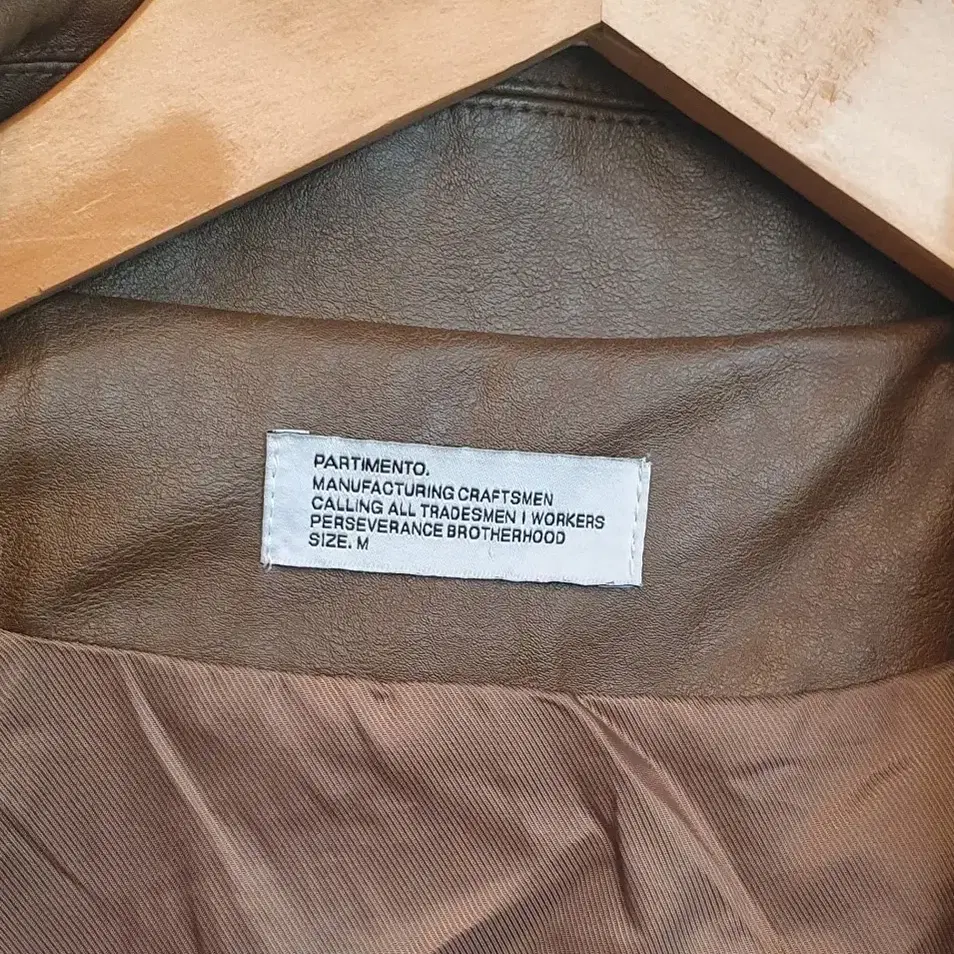 PARTIMENTO.
MANUFACTURING CRAFTSMEN
CALLING ALL TRADESMEN I WORKERS
PERSEVERANCE BROTHERHOOD
SIZE. M